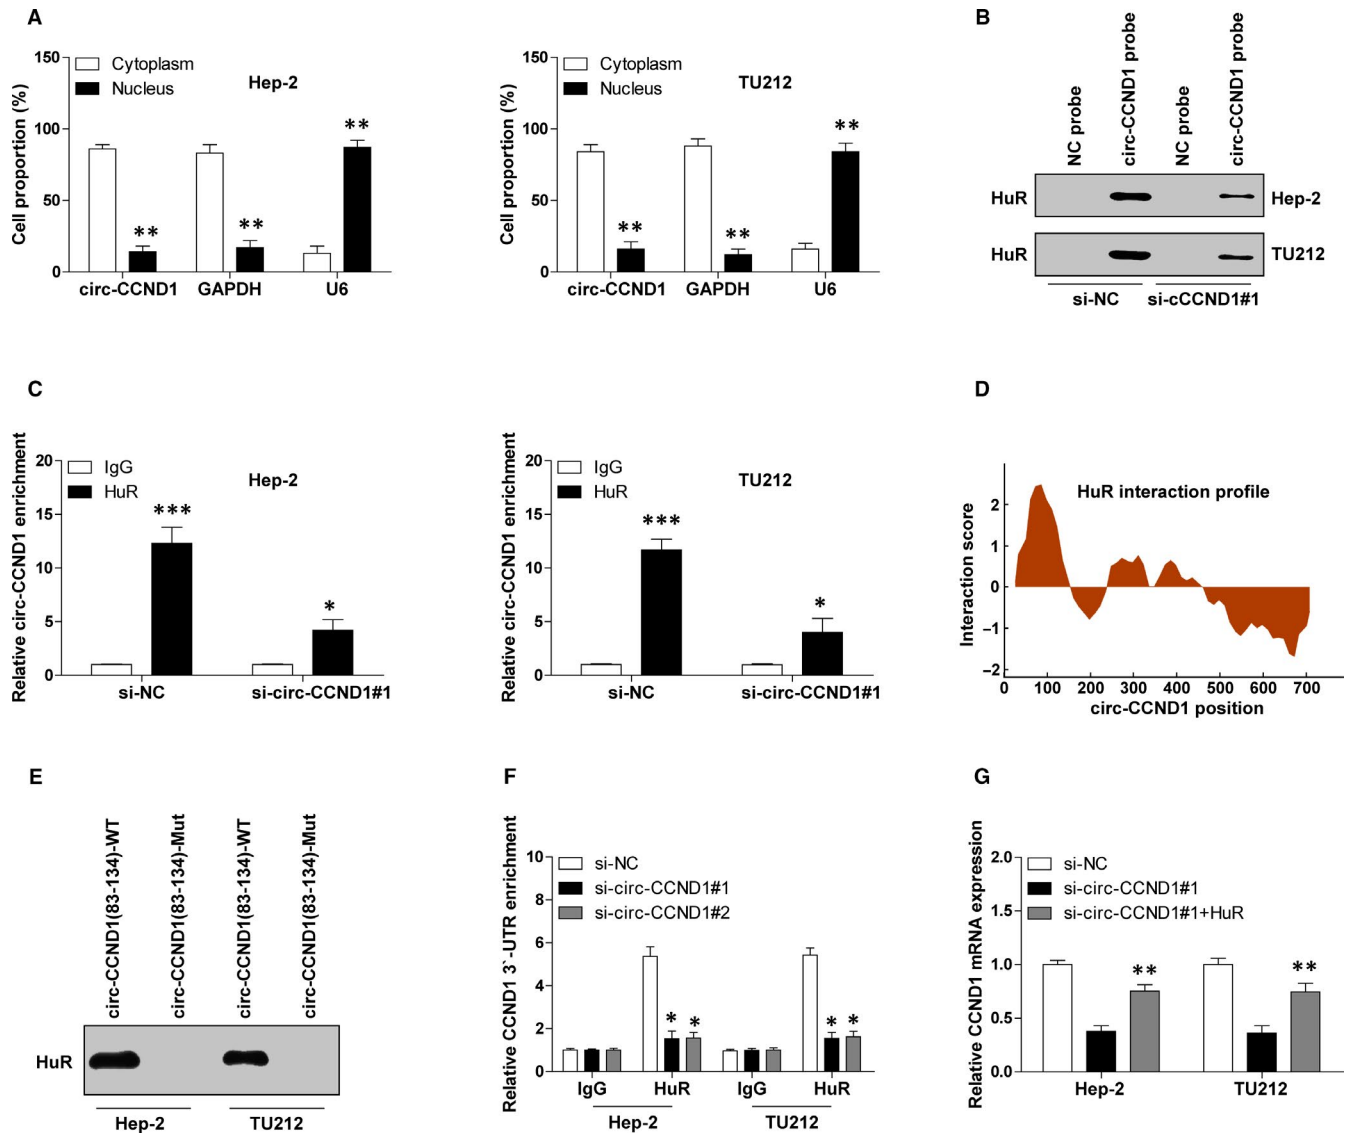 A
Cell proportion (%)
150
100
50
0
Cytoplasm
Nucleus
Hep-2
**
**
**
circ-CCND1
GAPDH
U6
Cell proportion (%)
150
100
50
0
Cytoplasm
Nucleus
TU212
**
**
**
circ-CCND1
GAPDH
U6
B
NC probe
circ-CCND1 probe
NC probe
circ-CCND1 probe
HuR
Hep-2
HuR
TU212
si-NC
si-cCCND1#1
C
Relative circ-CCND1 enrichment
20
15
10
5
0
IgG
HuR
Hep-2
***
*
si-NC
si-circ-CCND1#1
Relative circ-CCND1 enrichment
20
15
10
5
0
IgG
HuR
TU212
***
*
si-NC
si-circ-CCND1#1
D
HuR interaction profile
Interaction score
2
1
0
−1
−2
0
100
200
300
400
500
600
700
circ-CCND1 position
E
circ-CCND1(83-134)-WT
circ-CCND1(83-134)-Mut
circ-CCND1(83-134)-WT
circ-CCND1(83-134)-Mut
HuR
Hep-2
TU212
F
Relative CCND1 3`-UTR enrichment
10
8
6
4
2
0
si-NC
si-circ-CCND1#1
si-circ-CCND1#2
*
*
*
*
IgG
HuR
IgG
HuR
Hep-2
TU212
G
Relative CCND1 mRNA expression
2.0
1.5
1.0
0.5
0.0
si-NC
si-circ-CCND1#1
si-circ-CCND1#1+HuR
**
**
Hep-2
TU212